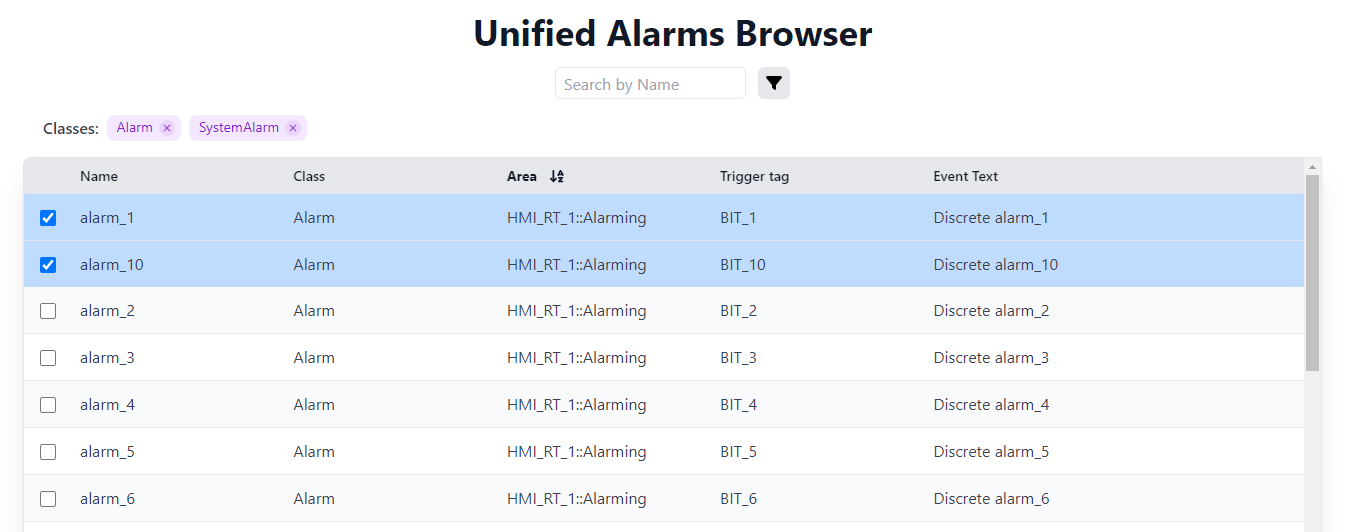 Unified Alarms Browser
Search by Name
Classes: Alarm × SystemAlarm ×
Name Class Area Trigger tag Event Text
alarm_1 Alarm HMI_RT_1::Alarming BIT_1 Discrete alarm_1
alarm_10 Alarm HMI_RT_1::Alarming BIT_10 Discrete alarm_10
alarm_2 Alarm HMI_RT_1::Alarming BIT_2 Discrete alarm_2
alarm_3 Alarm HMI_RT_1::Alarming BIT_3 Discrete alarm_3
alarm_4 Alarm HMI_RT_1::Alarming BIT_4 Discrete alarm_4
alarm_5 Alarm HMI_RT_1::Alarming BIT_5 Discrete alarm_5
alarm_6 Alarm HMI_RT_1::Alarming BIT_6 Discrete alarm_6